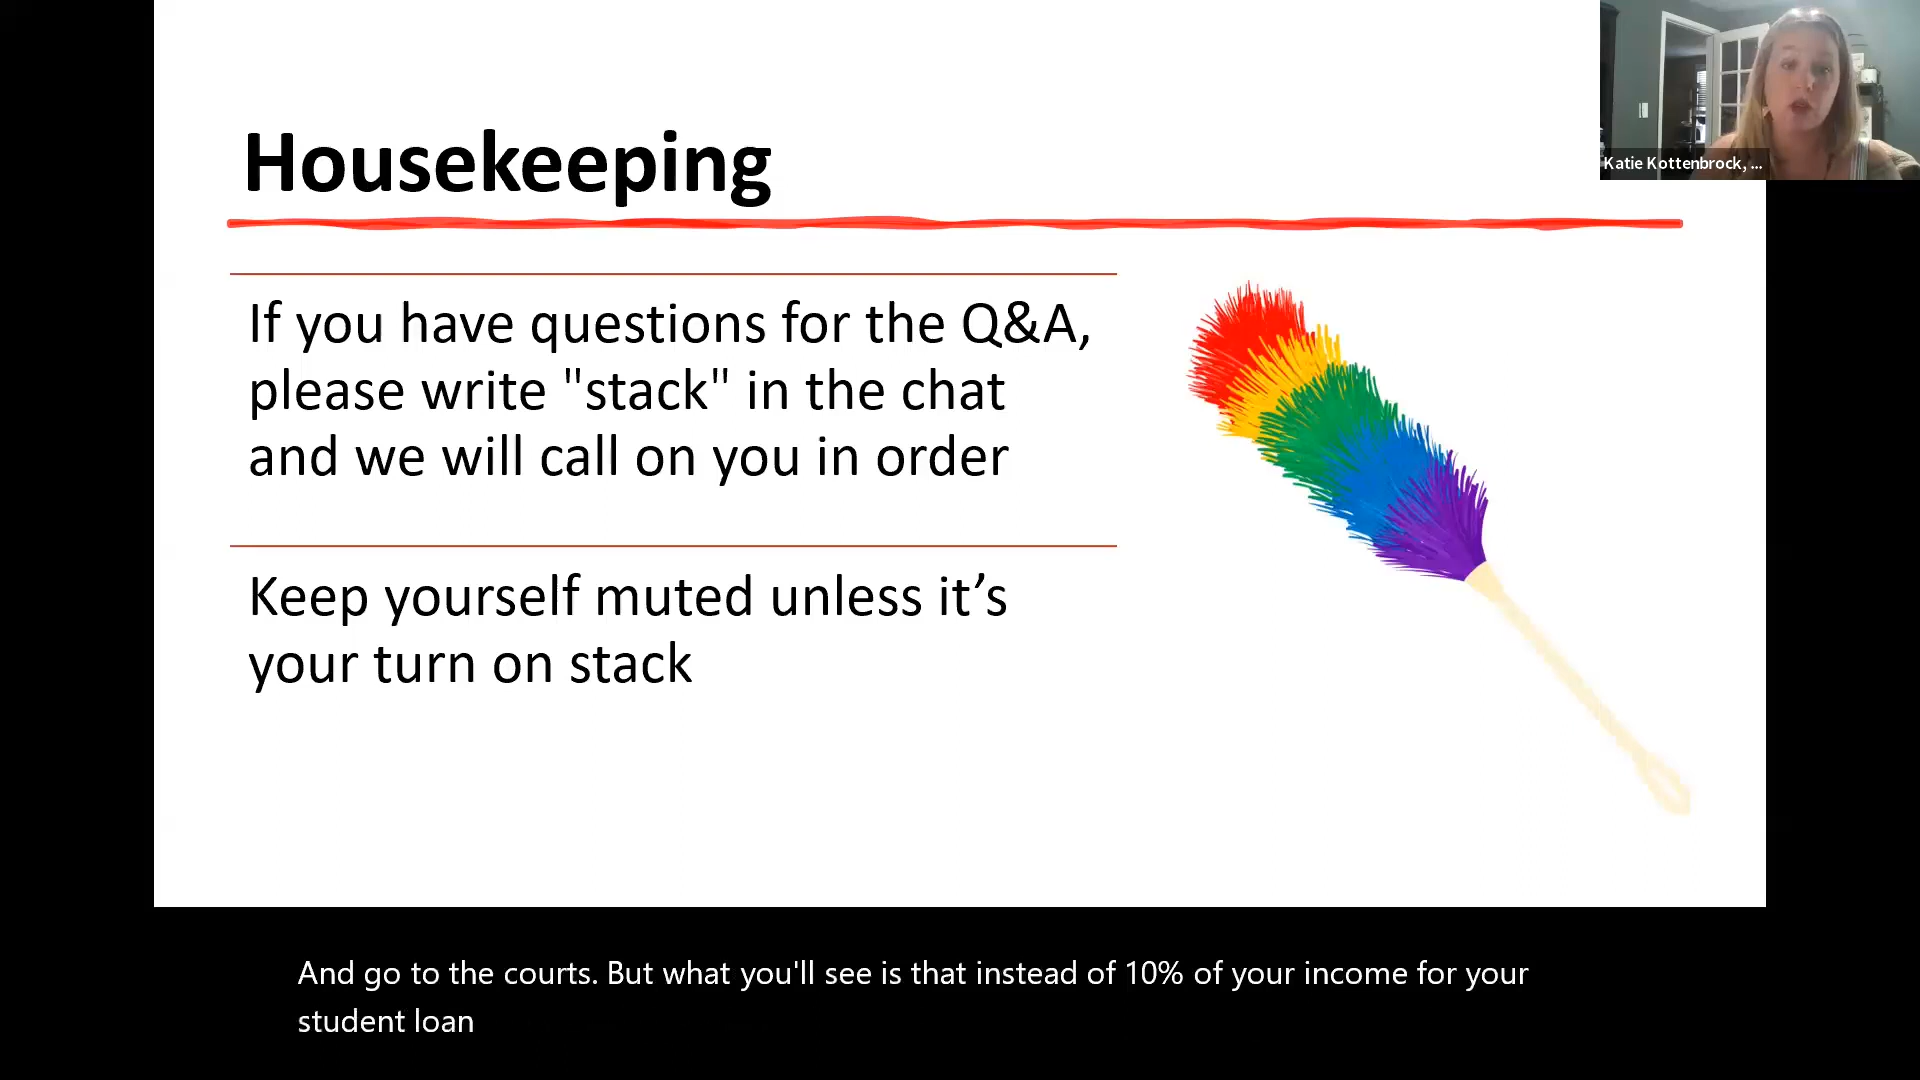 Housekeeping
Katie Kottenbrock, ...
If you have questions for the Q&A,
please write "stack" in the chat
and we will call on you in order
Keep yourself muted unless it’s
your turn on stack
And go to the courts. But what you'll see is that instead of 10% of your income for your
student loan